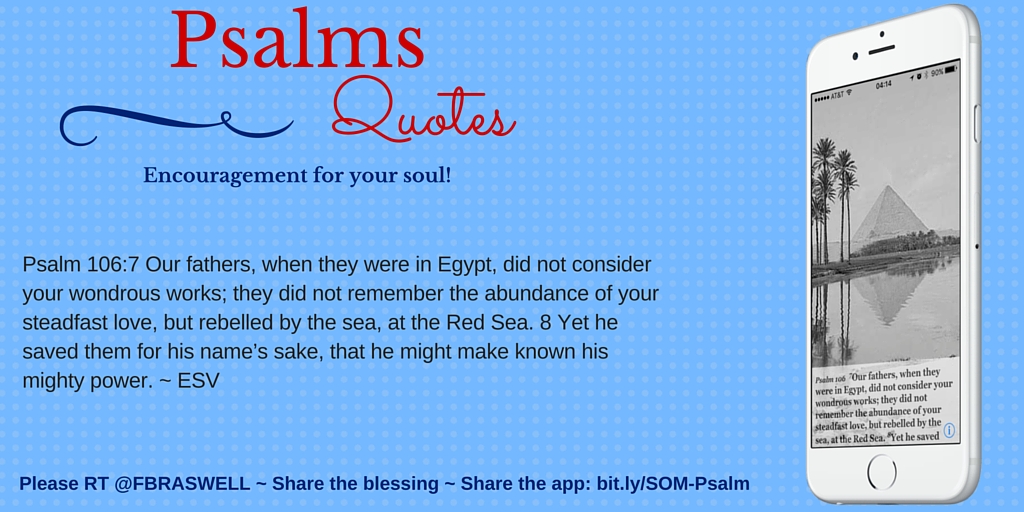 Psalms
Quotes
Encouragement for your soul!
Psalm 106:7 Our fathers, when they were in Egypt, did not consider
your wondrous works; they did not remember the abundance of your
steadfast love, but rebelled by the sea, at the Red Sea. 8 Yet he
saved them for his name’s sake, that he might make known his
mighty power. ~ ESV
Please RT @FBRASWELL ~ Share the blessing ~ Share the app: bit.ly/SOM-Psalm
AT&T 04:14 90%
Psalm 106 7Our fathers, when they
were in Egypt, did not consider your
wondrous works; they did not
remember the abundance of your
steadfast love, but rebelled by the
sea, at the Red Sea. 8Yet he saved